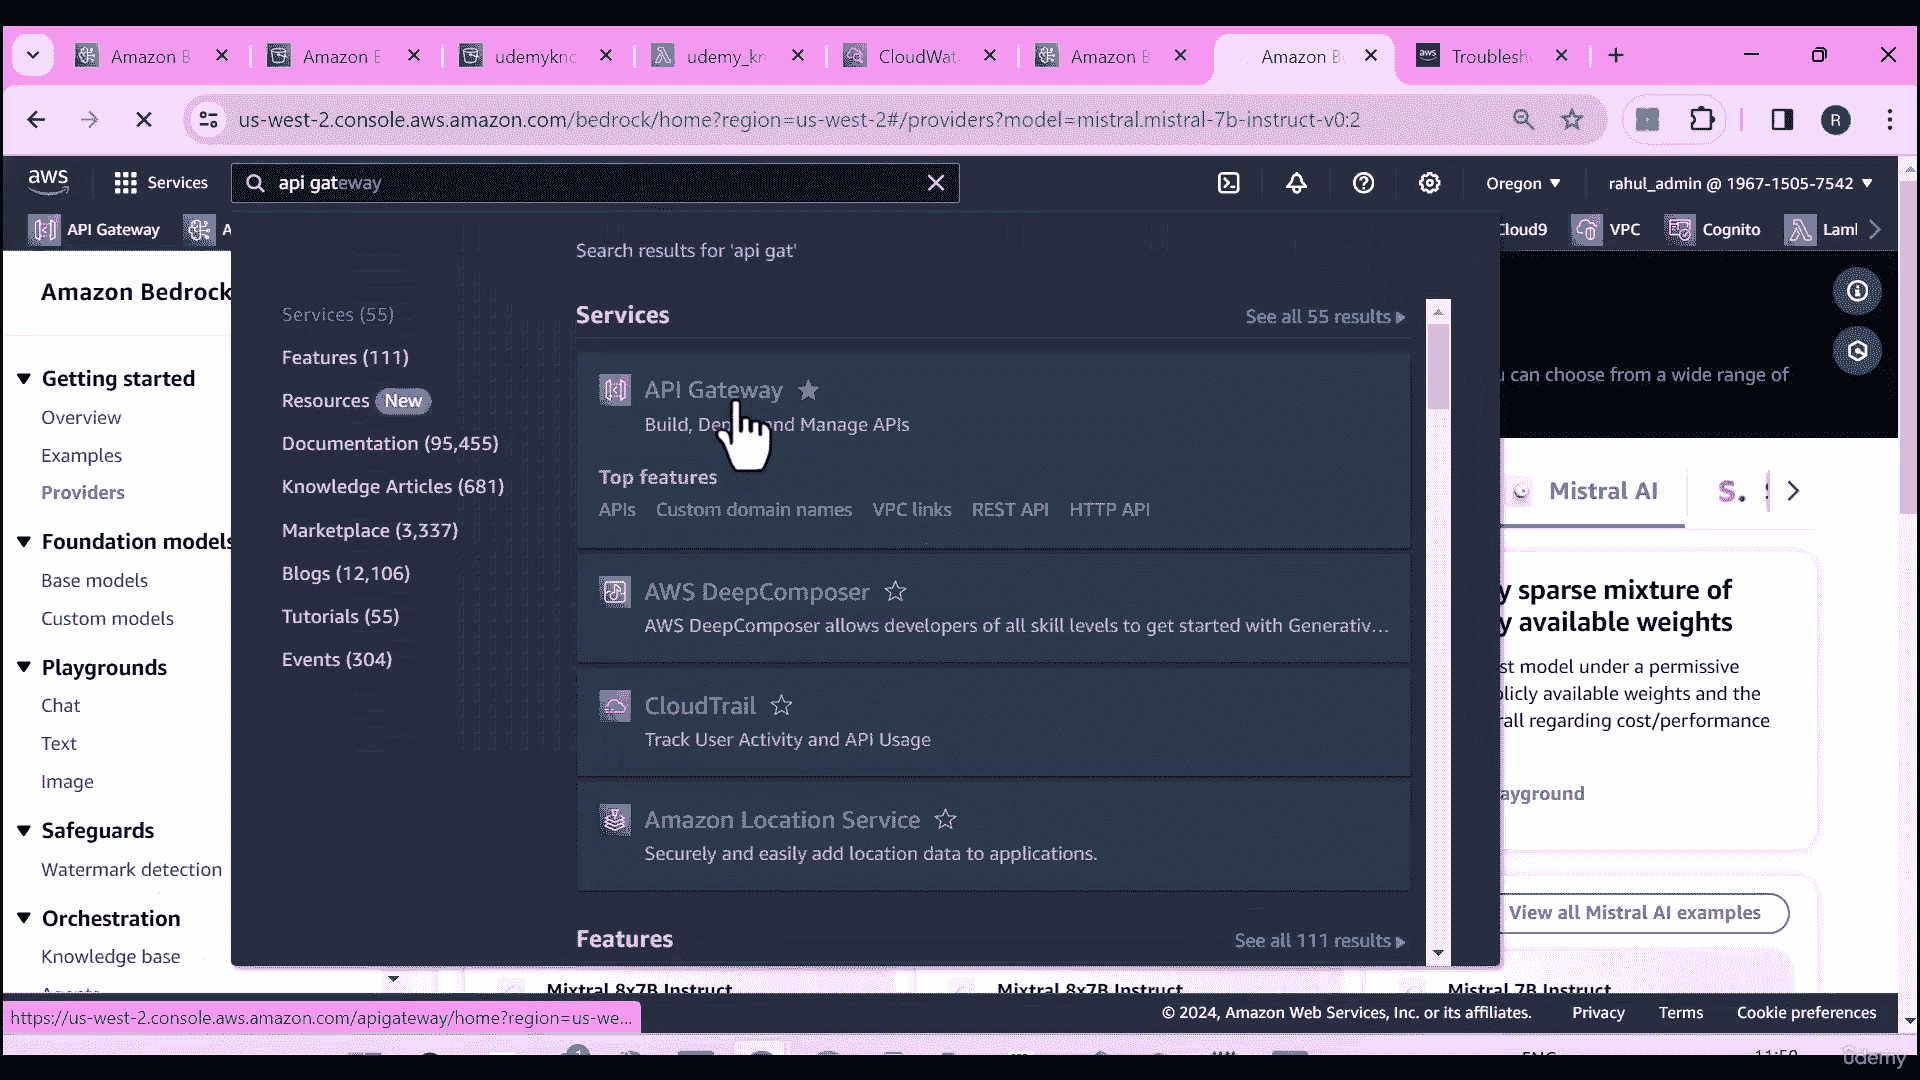 Amazon B
Amazon E
udemykno
udemy_kr
CloudWat
Amazon B
Amazon B
Troublesh
us-west-2.console.aws.amazon.com/bedrock/home?region=us-west-2#/providers?model=mistral.mistral-7b-instruct-v0:2
R
aws
Services
api gateway
Oregon
rahul_admin @ 1967-1505-7542
API Gateway
A
Cloud9
VPC
Cognito
Lam
Search results for 'api gat'
Amazon Bedrock
Getting started
Overview
Examples
Providers
Foundation models
Base models
Custom models
Playgrounds
Chat
Text
Image
Safeguards
Watermark detection
Orchestration
Knowledge base
Services (55)
Features (111)
Resources New
Documentation (95,455)
Knowledge Articles (681)
Marketplace (3,337)
Blogs (12,106)
Tutorials (55)
Events (304)
Services
See all 55 results
API Gateway
Build, Dep and Manage APIs
Top features
APIs Custom domain names VPC links REST API HTTP API
AWS DeepComposer
AWS DeepComposer allows developers of all skill levels to get started with Generativ...
CloudTrail
Track User Activity and API Usage
Amazon Location Service
Securely and easily add location data to applications.
Features
See all 111 results
u can choose from a wide range of
Mistral AI
S.
y sparse mixture of
y available weights
st model under a permissive
blicly available weights and the
rall regarding cost/performance
ayground
View all Mistral AI examples
Mixtral 8x7B Instruct
Mixtral 8x7B Instruct
Mistral 7B Instruct
https://us-west-2.console.aws.amazon.com/apigateway/home?region=us-we...
© 2024, Amazon Web Services, Inc. or its affiliates.
Privacy
Terms
Cookie preferences
udemy